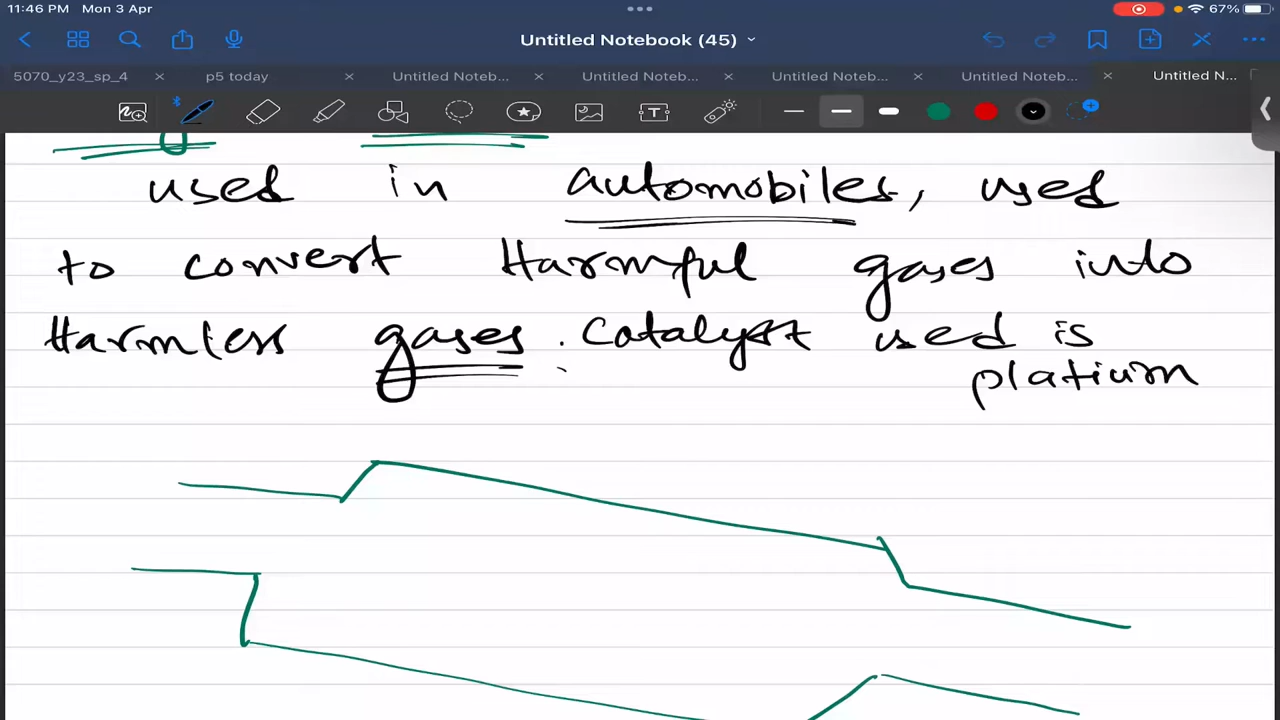 11:46 PM Mon 3 Apr
67%
Untitled Notebook (45)
5070_y23_sp_4 p5 today Untitled Noteb... Untitled Noteb... Untitled Noteb... Untitled Noteb... Untitled N...
used in automobiles, used
to convert Harmful gases into
Harmless gases. Catalyst used is
platium